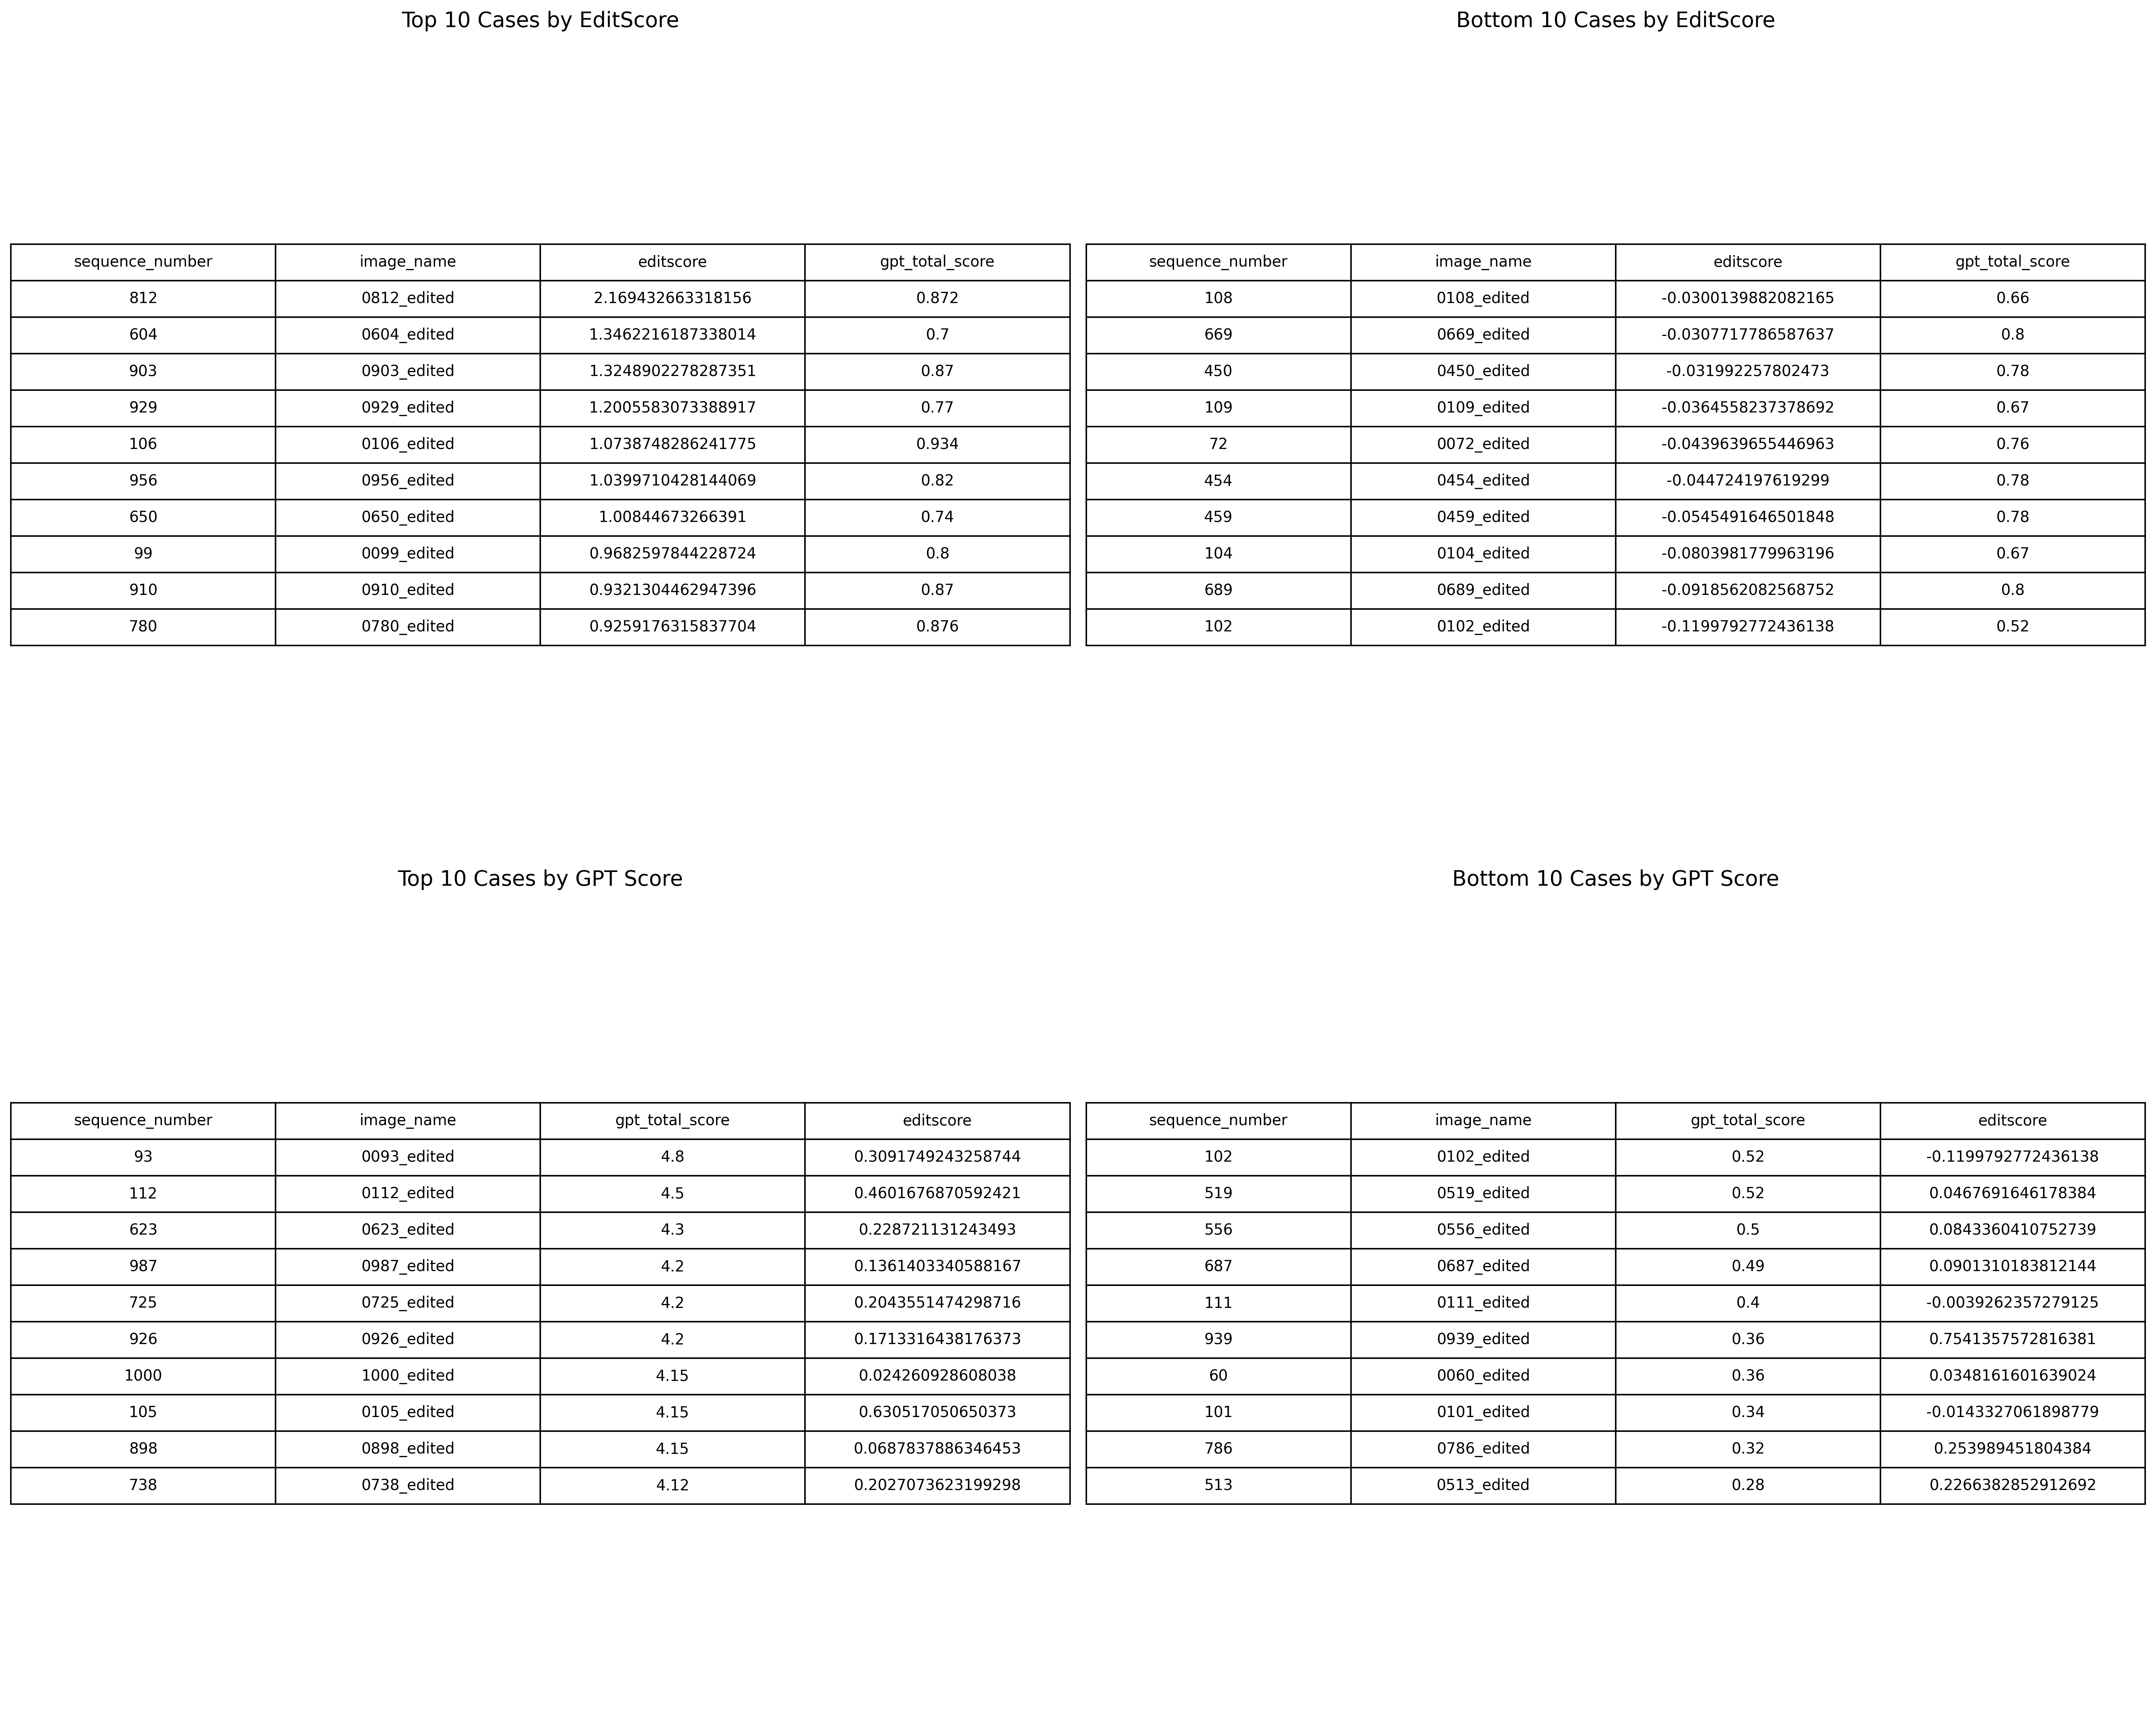 Top 10 Cases by EditScore
sequence_number image_name editscore gpt_total_score
812 0812_edited 2.169432663318156 0.872
604 0604_edited 1.3462216187338014 0.7
903 0903_edited 1.3248902278287351 0.87
929 0929_edited 1.2005583073388917 0.77
106 0106_edited 1.0738748286241775 0.934
956 0956_edited 1.0399710428144069 0.82
650 0650_edited 1.00844673266391 0.74
99 0099_edited 0.9682597844228724 0.8
910 0910_edited 0.9321304462947396 0.87
780 0780_edited 0.9259176315837704 0.876
Bottom 10 Cases by EditScore
sequence_number image_name editscore gpt_total_score
108 0108_edited -0.0300139882082165 0.66
669 0669_edited -0.0307717786587637 0.8
450 0450_edited -0.031992257802473 0.78
109 0109_edited -0.0364558237378692 0.67
72 0072_edited -0.0439639655446963 0.76
454 0454_edited -0.044724197619299 0.78
459 0459_edited -0.0545491646501848 0.78
104 0104_edited -0.0803981779963196 0.67
689 0689_edited -0.0918562082568752 0.8
102 0102_edited -0.1199792772436138 0.52
Top 10 Cases by GPT Score
sequence_number image_name gpt_total_score editscore
93 0093_edited 4.8 0.3091749243258744
112 0112_edited 4.5 0.4601676870592421
623 0623_edited 4.3 0.228721131243493
987 0987_edited 4.2 0.1361403340588167
725 0725_edited 4.2 0.2043551474298716
926 0926_edited 4.2 0.1713316438176373
1000 1000_edited 4.15 0.024260928608038
105 0105_edited 4.15 0.630517050650373
898 0898_edited 4.15 0.0687837886346453
738 0738_edited 4.12 0.2027073623199298
Bottom 10 Cases by GPT Score
sequence_number image_name gpt_total_score editscore
102 0102_edited 0.52 -0.1199792772436138
519 0519_edited 0.52 0.0467691646178384
556 0556_edited 0.5 0.0843360410752739
687 0687_edited 0.49 0.0901310183812144
111 0111_edited 0.4 -0.0039262357279125
939 0939_edited 0.36 0.7541357572816381
60 0060_edited 0.36 0.0348161601639024
101 0101_edited 0.34 -0.0143327061898779
786 0786_edited 0.32 0.253989451804384
513 0513_edited 0.28 0.2266382852912692